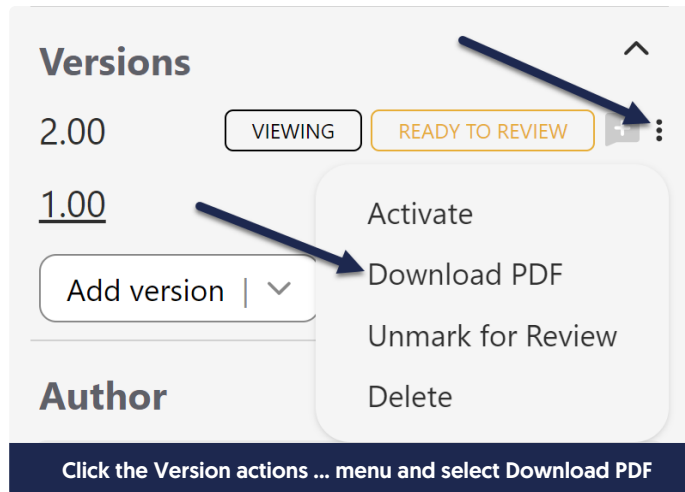 Versions
2.00 VIEWING READY TO REVIEW
1.00
Activate
Download PDF
Add version |
Unmark for Review
Author
Delete
Click the Version actions ... menu and select Download PDF